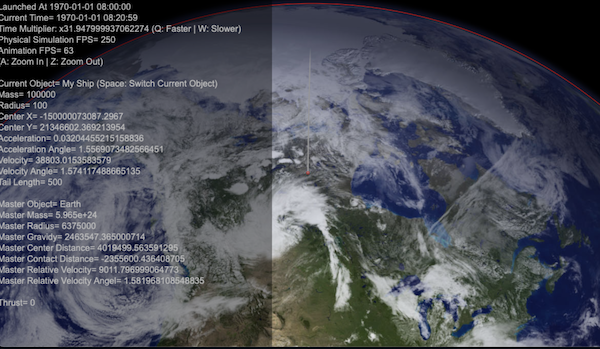 Launched At 1970-01-01 08:00:00
Current Time= 1970-01-01 08:20:59
Time Multiplier: x31.947999937062274 (Q: Faster | W: Slower)
Physical Simulation FPS= 250
Animation FPS= 63
(A: Zoom In | Z: Zoom Out)
Current Object= My Ship (Space: Switch Current Object)
Mass= 100000
Radius= 100
Center X= -150000073087.2967
Center Y= 21346602.369213954
Acceleration= 0.03204455215158836
Acceleration Angle= 1.5569073482566451
Velocity= 38803.0153583579
Velocity Angle= 1.574117488665135
Tail Length= 500
Master Object= Earth
Master Mass= 5.965e+24
Master Radius= 6375000
Master Gravidy= 2463547.365000714
Master Center Distance= 4019499.563591295
Master Contact Distance= -2355600.436408705
Master Relative Velocity= 9011.796999064773
Master Relative Velocity Angel= 1.581968108548835
Thrust= 0